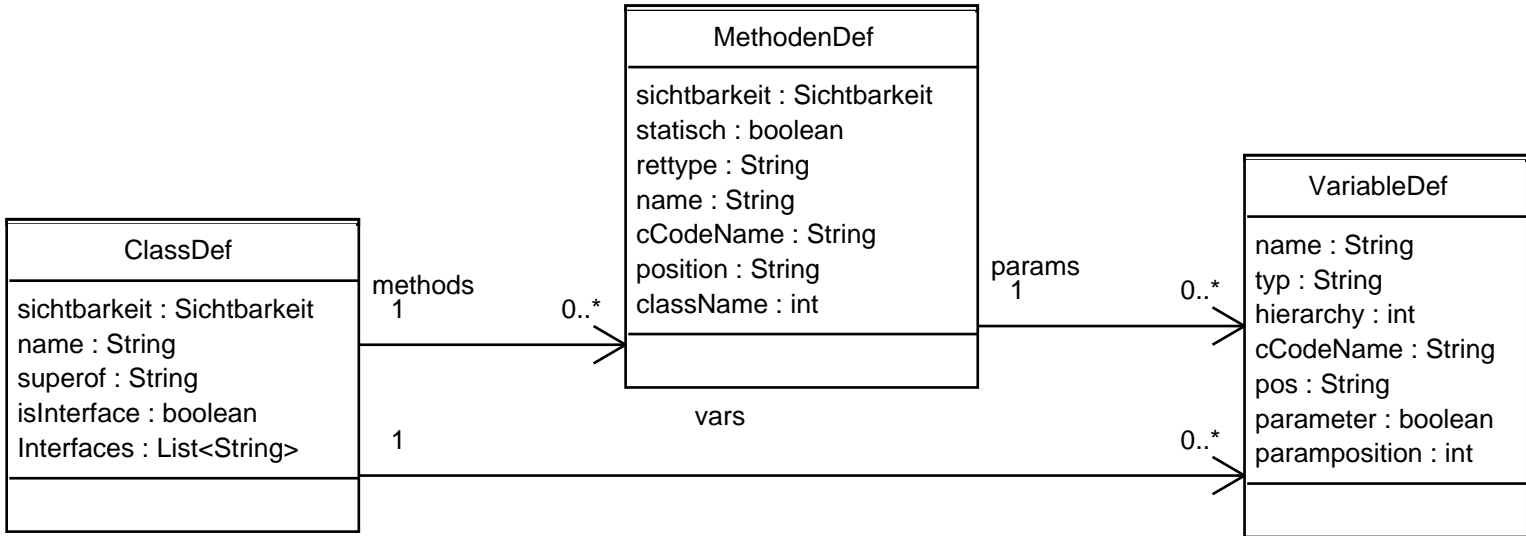 MethodenDef
sichtbarkeit : Sichtbarkeit
statisch : boolean
rettype : String
name : String
cCodeName : String
position : String
className : int
VariableDef
name : String
typ : String
hierarchy : int
cCodeName : String
pos : String
parameter : boolean
paramposition : int
ClassDef
sichtbarkeit : Sichtbarkeit
name : String
superof : String
isInterface : boolean
Interfaces : List<String>
methods
1
0..*
params
1
0..*
vars
1
0..*